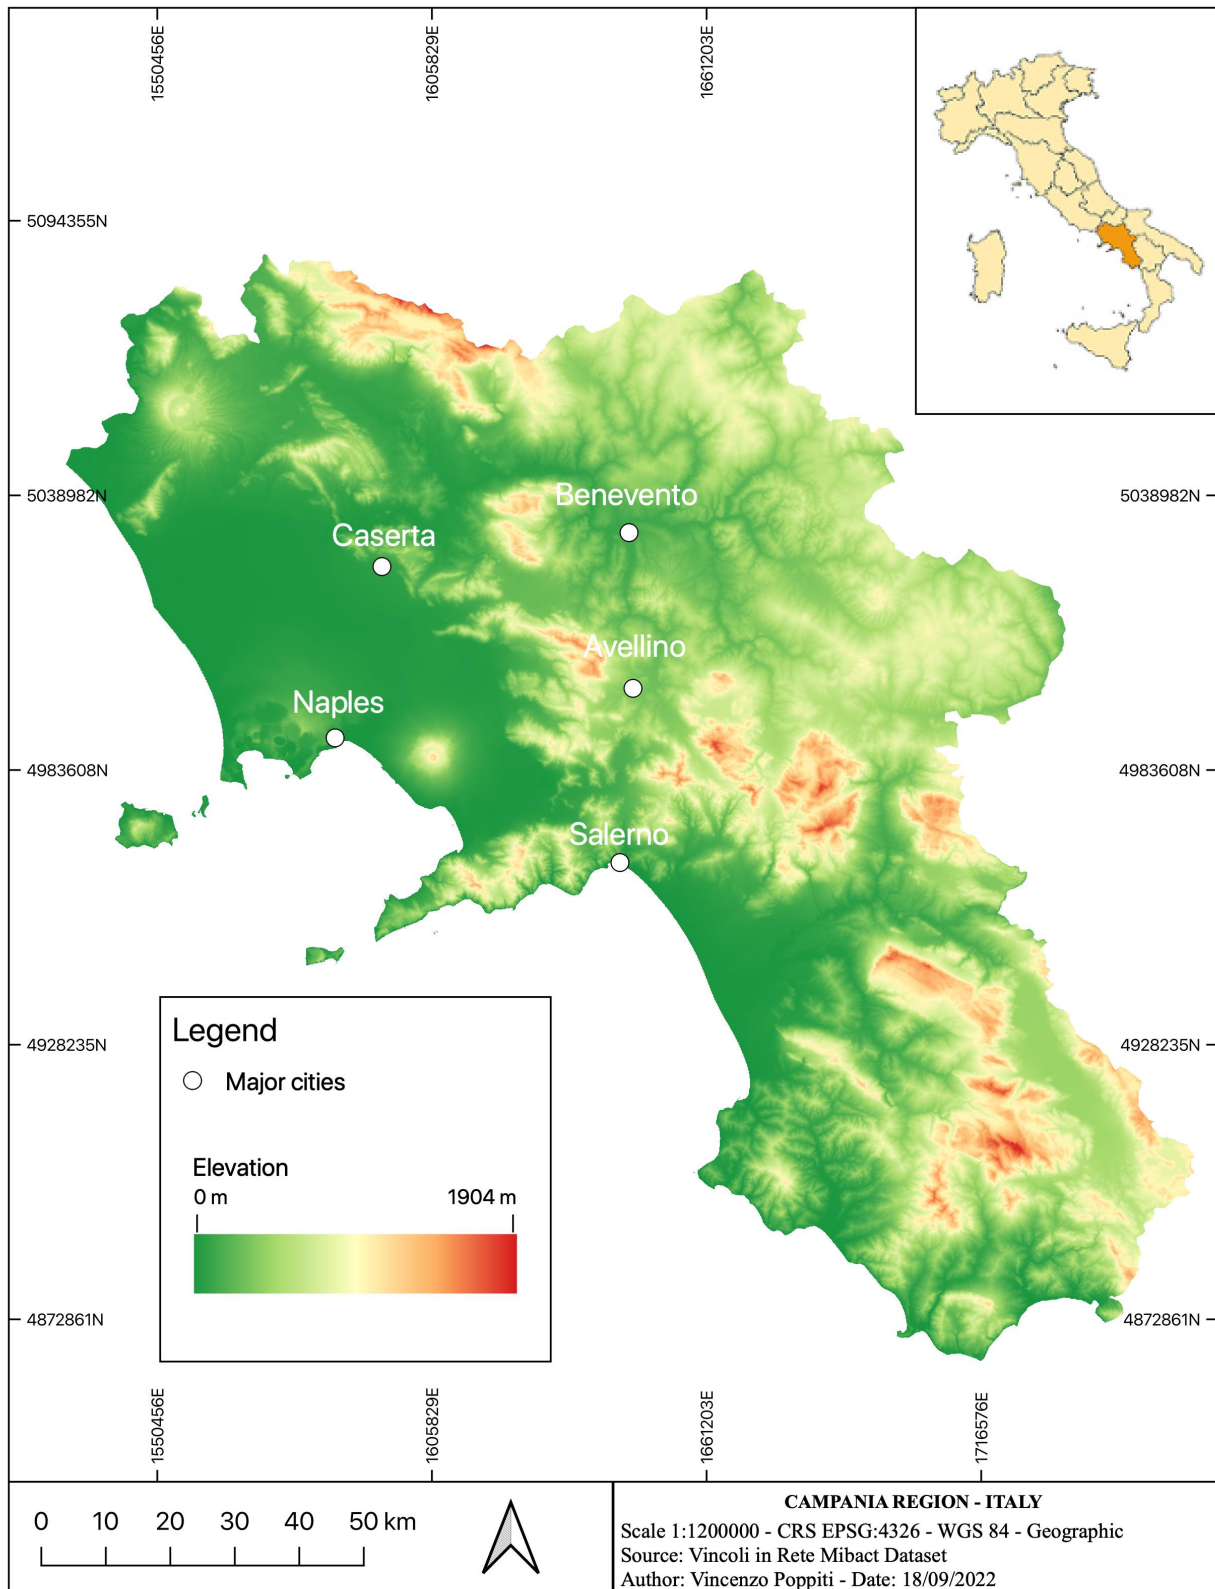 1550456E
1605829E
1661203E
5094355N
5038982N
5038982N
Benevento
Caserta
Avellino
Naples
4983608N
4983608N
Salerno
Legend
Major cities
Elevation
0 m
1904 m
4928235N
4928235N
4872861N
4872861N
1550456E
1605829E
1661203E
1716576E
0 10 20 30 40 50 km
CAMPANIA REGION - ITALY
Scale 1:1200000 - CRS EPSG:4326 - WGS 84 - Geographic
Source: Vincoli in Rete Mibact Dataset
Author: Vincenzo Poppiti - Date: 18/09/2022